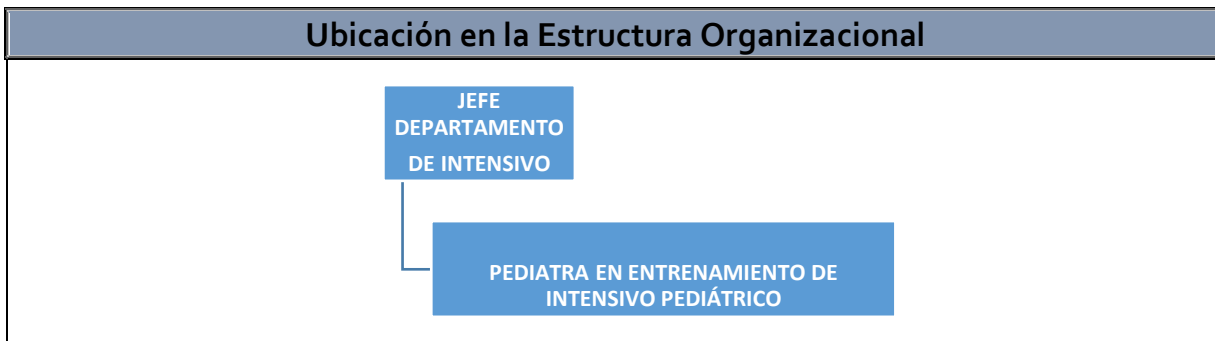 Ubicación en la Estructura Organizacional
JEFE
DEPARTAMENTO
DE INTENSIVO
PEDIATRA EN ENTRENAMIENTO DE
INTENSIVO PEDIÁTRICO